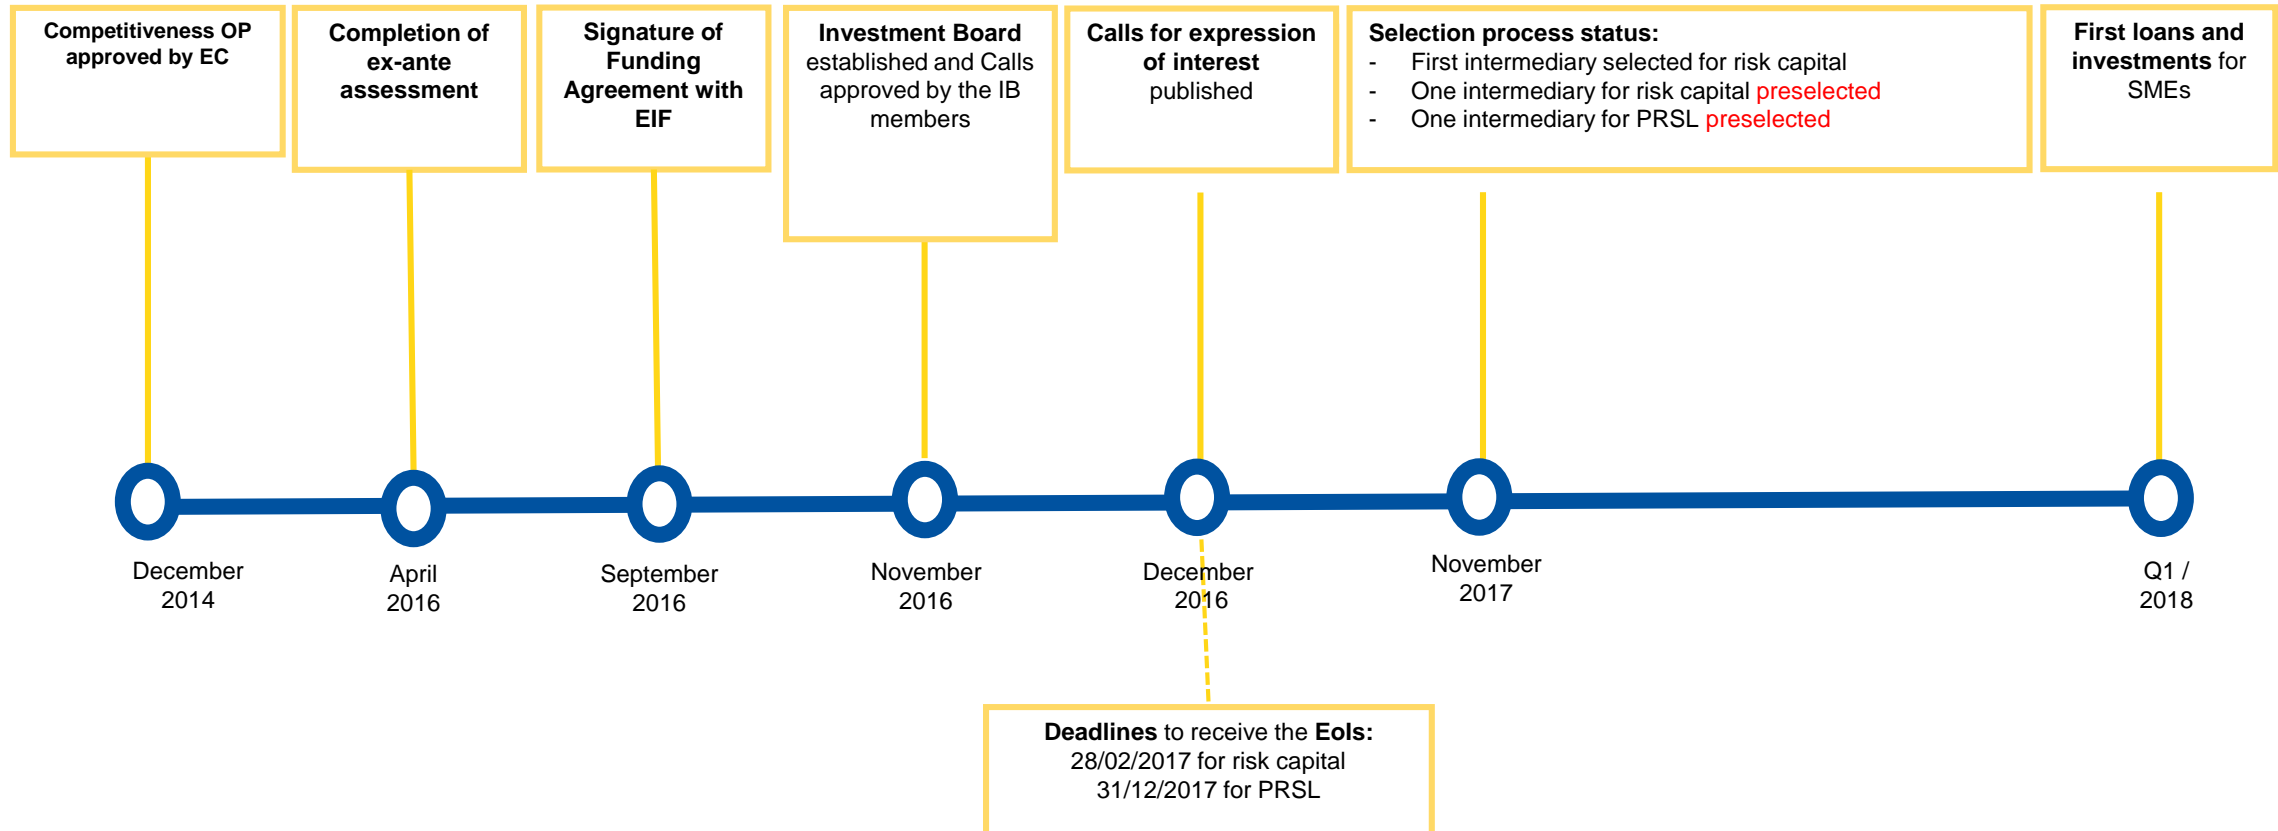 Competitiveness OP
approved by EC
Completion of
ex-ante
assessment
Signature of
Funding
Agreement with
EIF
Investment Board
established and Calls
approved by the IB
members
Calls for expression
of interest
published
Selection process status:
- First intermediary selected for risk capital
- One intermediary for risk capital preselected
- One intermediary for PRSL preselected
First loans and
investments for
SMEs
December
2014
April
2016
September
2016
November
2016
December
2016
November
2017
Q1 /
2018
Deadlines to receive the EoIs:
28/02/2017 for risk capital
31/12/2017 for PRSL